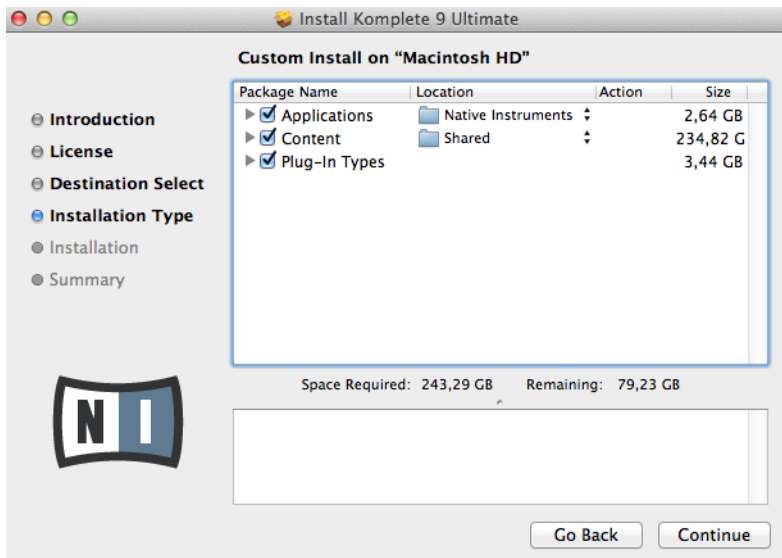 Install Komplete 9 Ultimate
Custom Install on “Macintosh HD”
Package Name Location Action Size
Applications Native Instruments 2,64 GB
Content Shared 234,82 G
Plug-In Types 3,44 GB
Introduction
License
Destination Select
Installation Type
Installation
Summary
Space Required: 243,29 GB Remaining: 79,23 GB
N I
Go Back Continue